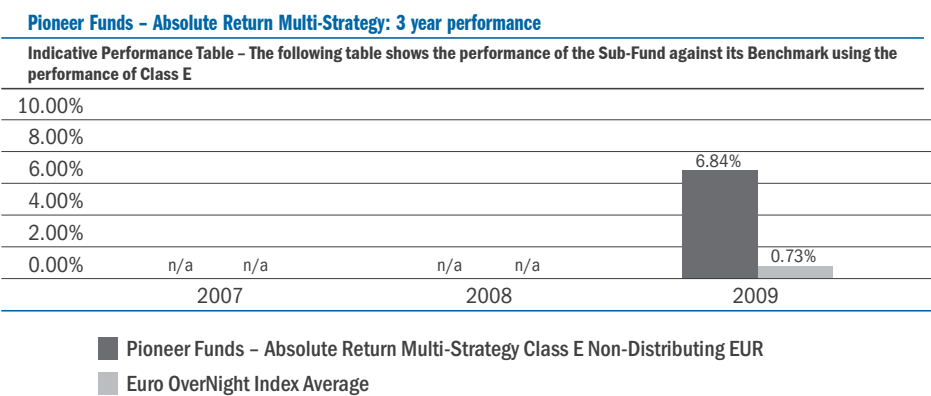 Pioneer Funds – Absolute Return Multi-Strategy: 3 year performance
Indicative Performance Table – The following table shows the performance of the Sub-Fund against its Benchmark using the
performance of Class E
10.00%
8.00%
6.00%
4.00%
2.00%
0.00%
n/a n/a n/a n/a 6.84% 0.73%
2007 2008 2009
Pioneer Funds – Absolute Return Multi-Strategy Class E Non-Distributing EUR
Euro OverNight Index Average